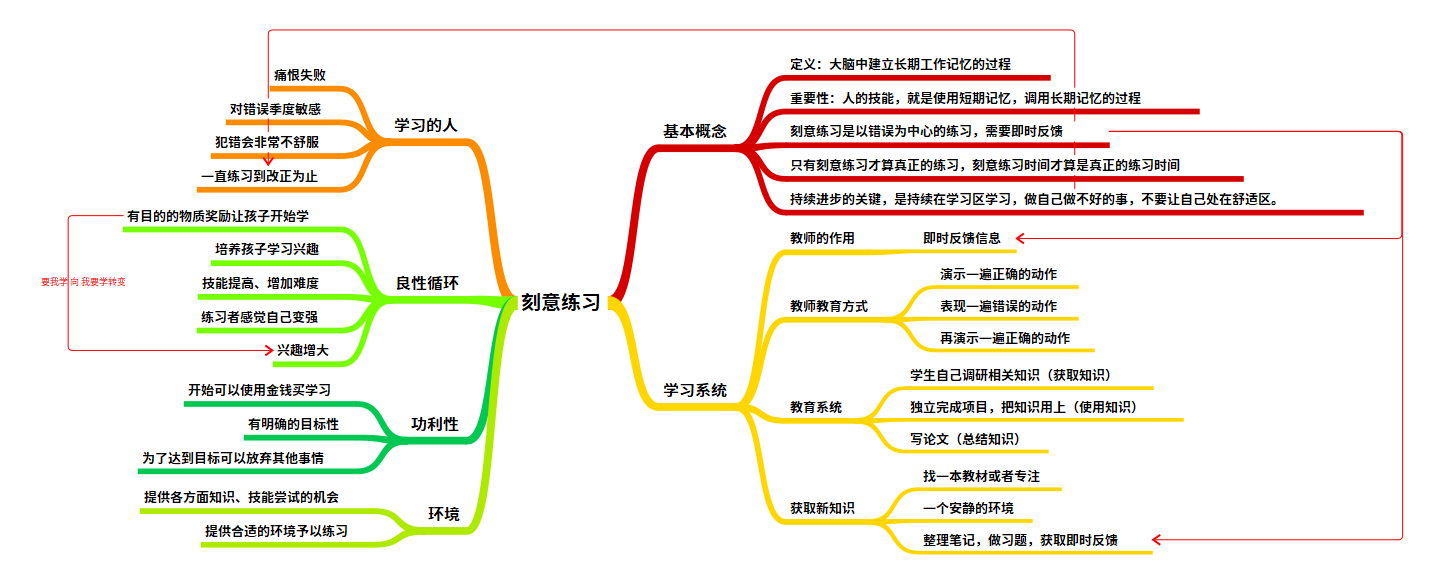 刻意练习
基本概念
定义：大脑中建立长期工作记忆的过程
重要性：人的技能，就是使用短期记忆，调用长期记忆的过程
刻意练习是以错误为中心的练习，需要即时反馈
只有刻意练习才算真正的练习，刻意练习时间才算是真正的练习时间
持续进步的关键，是持续在学习区学习，做自己做不好的事，不要让自己处在舒适区。
学习系统
教师的作用
即时反馈信息
教师教育方式
演示一遍正确的动作
表现一遍错误的动作
再演示一遍正确的动作
教育系统
学生自己调研相关知识（获取知识）
独立完成项目，把知识用上（使用知识）
写论文（总结知识）
获取新知识
找一本教材或者专注
一个安静的环境
整理笔记，做习题，获取即时反馈
学习的人
痛恨失败
对错误季度敏感
犯错会非常不舒服
一直练习到改正为止
良性循环
有目的的物质奖励让孩子开始学
培养孩子学习兴趣
技能提高、增加难度
练习者感觉自己变强
兴趣增大
要我学 向 我要学转变
功利性
开始可以使用金钱买学习
有明确的目标性
为了达到目标可以放弃其他事情
环境
提供各方面知识、技能尝试的机会
提供合适的环境予以练习